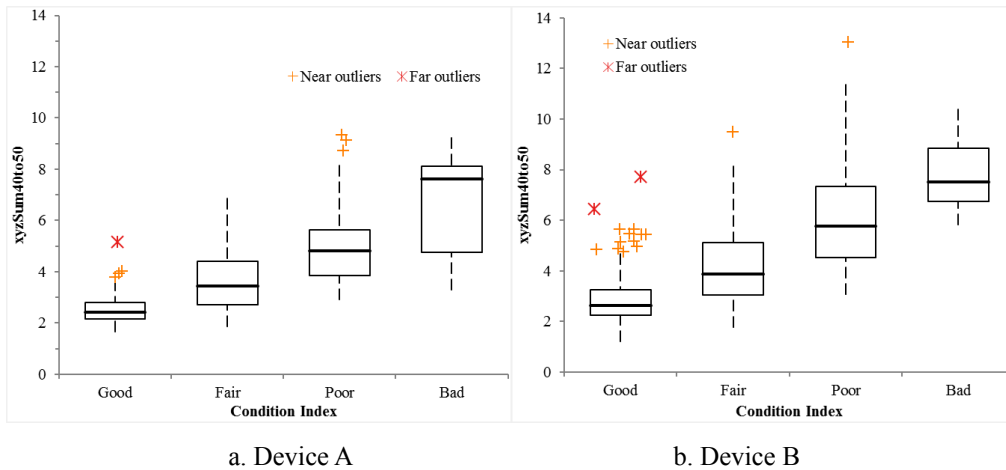 14
12
10
8
6
4
2
0
xyzSum40to50
Near outliers
Far outliers
Good
Fair
Poor
Bad
Condition Index
14
12
10
8
6
4
2
0
xyzSum40to50
Near outliers
Far outliers
Good
Fair
Poor
Bad
Condition Index
a. Device A
b. Device B